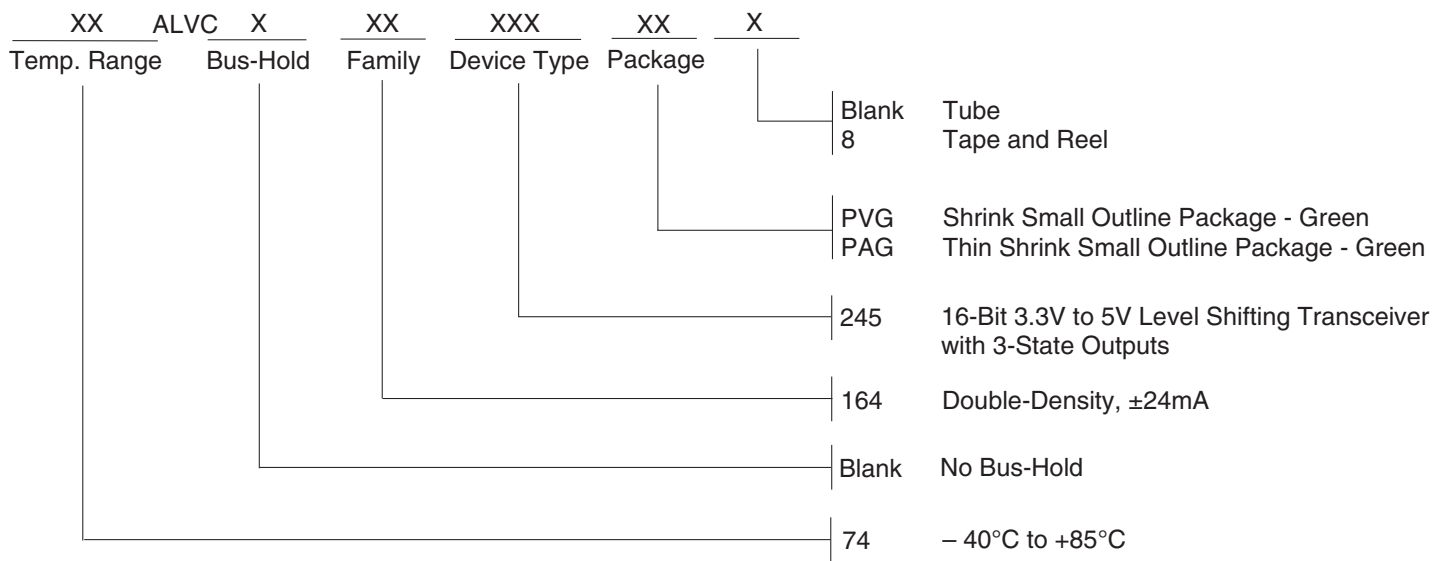 XX ALVC X XX XXX XX X
Temp. Range Bus-Hold Family Device Type Package
Blank Tube
8 Tape and Reel
PVG Shrink Small Outline Package - Green
PAG Thin Shrink Small Outline Package - Green
245 16-Bit 3.3V to 5V Level Shifting Transceiver
with 3-State Outputs
164 Double-Density, ±24mA
Blank No Bus-Hold
74 – 40°C to +85°C